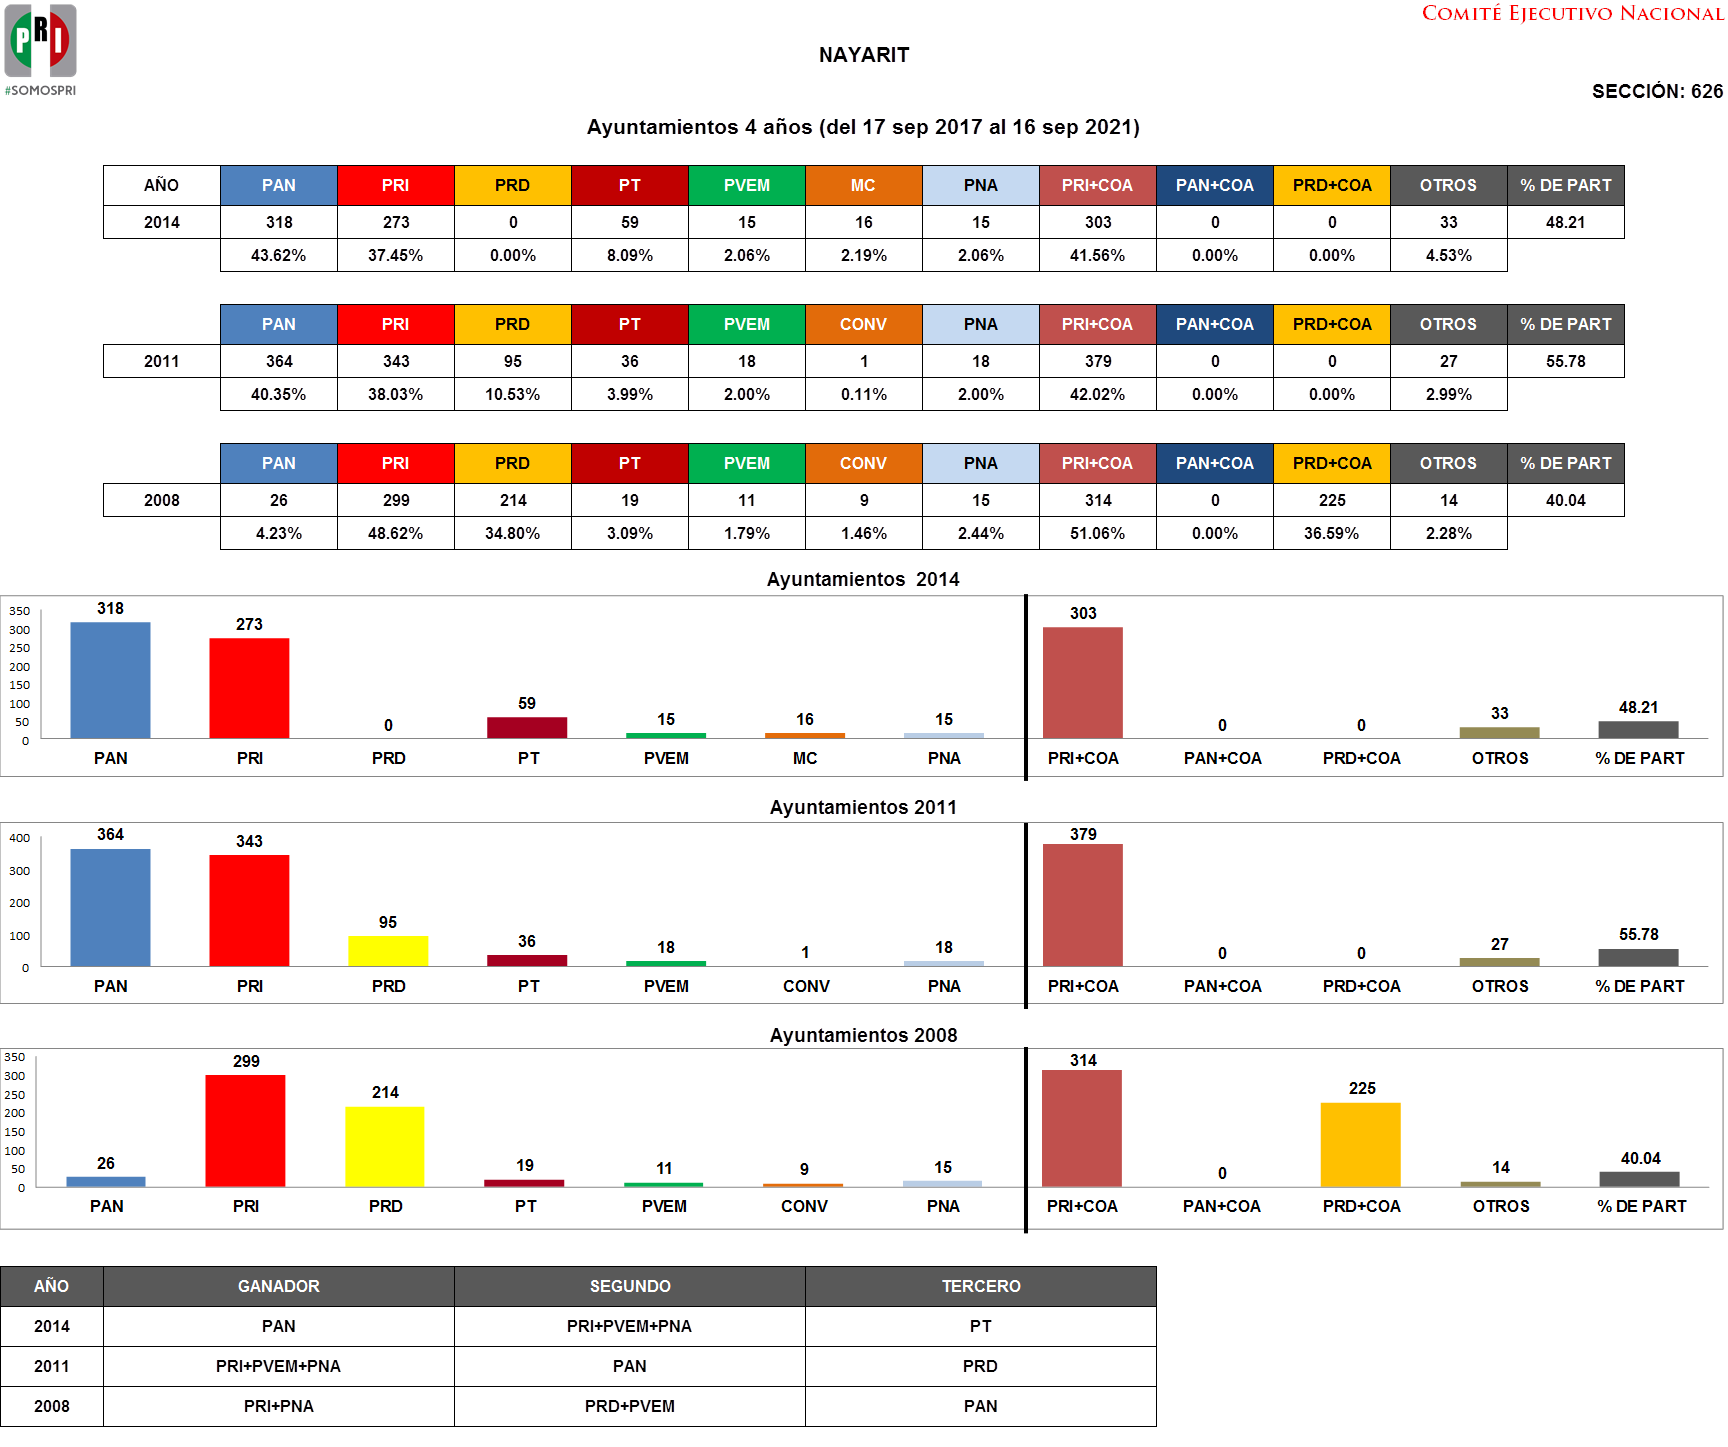 COMITÉ EJECUTIVO NACIONAL
PRI
#SOMOSPRI
NAYARIT
SECCIÓN: 626
Ayuntamientos 4 años (del 17 sep 2017 al 16 sep 2021)
AÑO PAN PRI PRD PT PVEM MC PNA PRI+COA PAN+COA PRD+COA OTROS % DE PART
2014 318 273 0 59 15 16 15 303 0 0 33 48.21
43.62% 37.45% 0.00% 8.09% 2.06% 2.19% 2.06% 41.56% 0.00% 0.00% 4.53%
PAN PRI PRD PT PVEM CONV PNA PRI+COA PAN+COA PRD+COA OTROS % DE PART
2011 364 343 95 36 18 1 18 379 0 0 27 55.78
40.35% 38.03% 10.53% 3.99% 2.00% 0.11% 2.00% 42.02% 0.00% 0.00% 2.99%
PAN PRI PRD PT PVEM CONV PNA PRI+COA PAN+COA PRD+COA OTROS % DE PART
2008 26 299 214 19 11 9 15 314 0 225 14 40.04
4.23% 48.62% 34.80% 3.09% 1.79% 1.46% 2.44% 51.06% 0.00% 36.59% 2.28%
Ayuntamientos 2014
350
300
250
200
150
100
50
0
318 273 0 59 15 16 15 303 0 0 33 48.21
PAN PRI PRD PT PVEM MC PNA PRI+COA PAN+COA PRD+COA OTROS % DE PART
Ayuntamientos 2011
400
300
200
100
0
364 343 95 36 18 1 18 379 0 0 27 55.78
PAN PRI PRD PT PVEM CONV PNA PRI+COA PAN+COA PRD+COA OTROS % DE PART
Ayuntamientos 2008
350
300
250
200
150
100
50
0
26 299 214 19 11 9 15 314 0 225 14 40.04
PAN PRI PRD PT PVEM CONV PNA PRI+COA PAN+COA PRD+COA OTROS % DE PART
AÑO GANADOR SEGUNDO TERCERO
2014 PAN PRI+PVEM+PNA PT
2011 PRI+PVEM+PNA PAN PRD
2008 PRI+PNA PRD+PVEM PAN